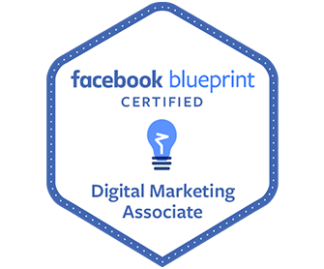 facebook blueprint
CERTIFIED
Digital Marketing
Associate